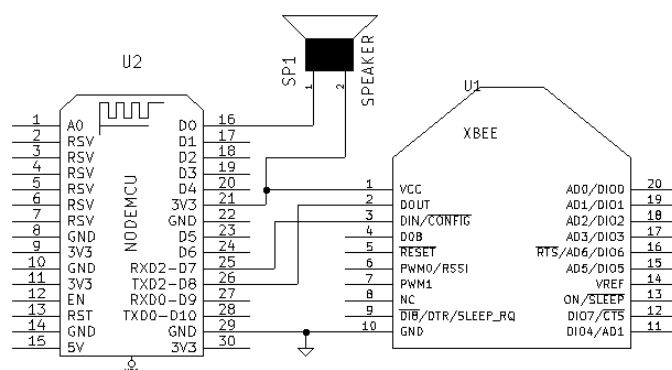 U2
SP1
SPEAKER
1
2
U1
XBEE
NODEMCU
1 A0 D0 16
2 RSV D1 17
3 RSV D2 18
4 RSV D3 19
5 RSV D4 20
6 RSV 3V3 21
7 RSV GND 22
8 GND D5 23
9 3V3 D6 24
10 GND RXD2-D7 25
11 3V3 TXD2-D8 26
12 EN RXD0-D9 27
13 RST TXD0-D10 28
14 GND GND 29
15 5V 3V3 30
1 VCC AD0/DIO0 20
2 DOUT AD1/DIO1 19
3 DIN/CONFIG AD2/DIO2 18
4 DO8 AD3/DIO3 17
5 RESET RTS/AD6/DIO6 16
6 PWM0/RSSI AD5/DIO5 15
7 PWM1 VREF 14
8 NC ON/SLEEP 13
9 DI8/DTR/SLEEP_RQ DIO7/CTS 12
10 GND DIO4/AD1 11